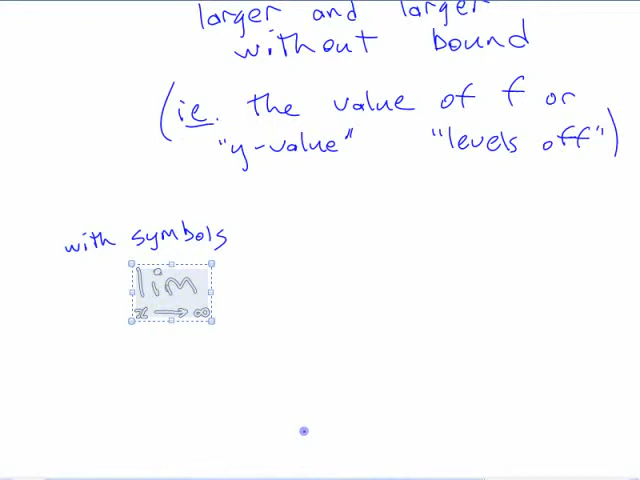 larger and larger
without bound
(ie. the value of f or
"y-value" "levels off")
with symbols
lim
x → ∞